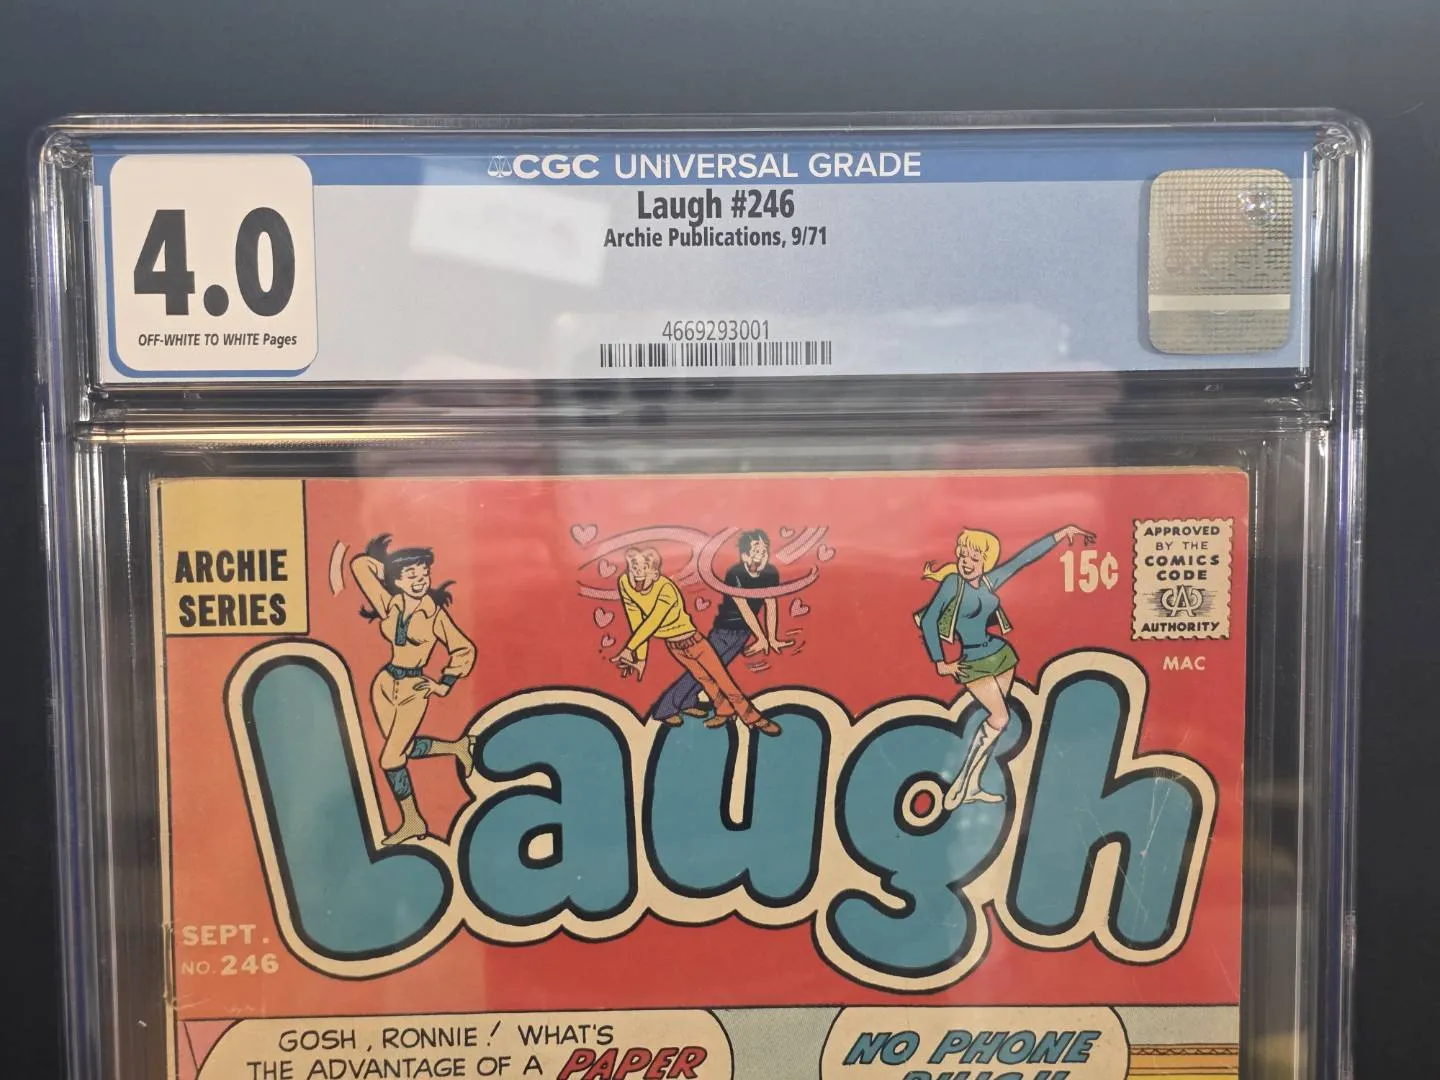 CGC UNIVERSAL GRADE
Laugh #246
Archie Publications, 9/71
4.0
OFF-WHITE TO WHITE Pages
4669293001
ARCHIE
SERIES
15¢
APPROVED
BY THE
COMICS
CODE
CA
AUTHORITY
MAC
Laugh
SEPT.
NO. 246
GOSH, RONNIE! WHAT'S
THE ADVANTAGE OF A PAPER
NO PHONE